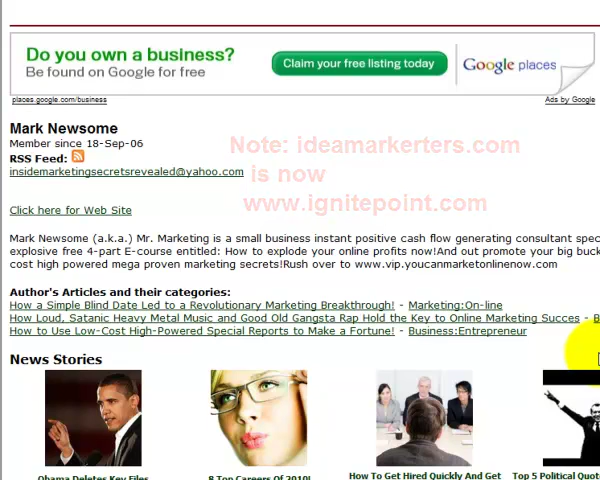 Do you own a business?
Be found on Google for free
Claim your free listing today
Google places
places.google.com/business
Ads by Google
Mark Newsome
Member since 18-Sep-06
RSS Feed:
insidemarketingsecretsrevealed@yahoo.com
Note: ideamarkerters.com
is now
www.ignitepoint.com
Click here for Web Site
Mark Newsome (a.k.a.) Mr. Marketing is a small business instant positive cash flow generating consultant spec
explosive free 4-part E-course entitled: How to explode your online profits now!And out promote your big buck
cost high powered mega proven marketing secrets!Rush over to www.vip.youcanmarketonlinenow.com
Author's Articles and their categories:
How a Simple Blind Date Led to a Revolutionary Marketing Breakthrough! - Marketing:On-line
How Loud, Satanic Heavy Metal Music and Good Old Gangsta Rap Hold the Key to Online Marketing Succes - B
How to Use Low-Cost High-Powered Special Reports to Make a Fortune! - Business:Entrepreneur
News Stories
Obama Deletes Key Files
8 Top Careers Of 2010!
How To Get Hired Quickly And Get
Top 5 Political Quo